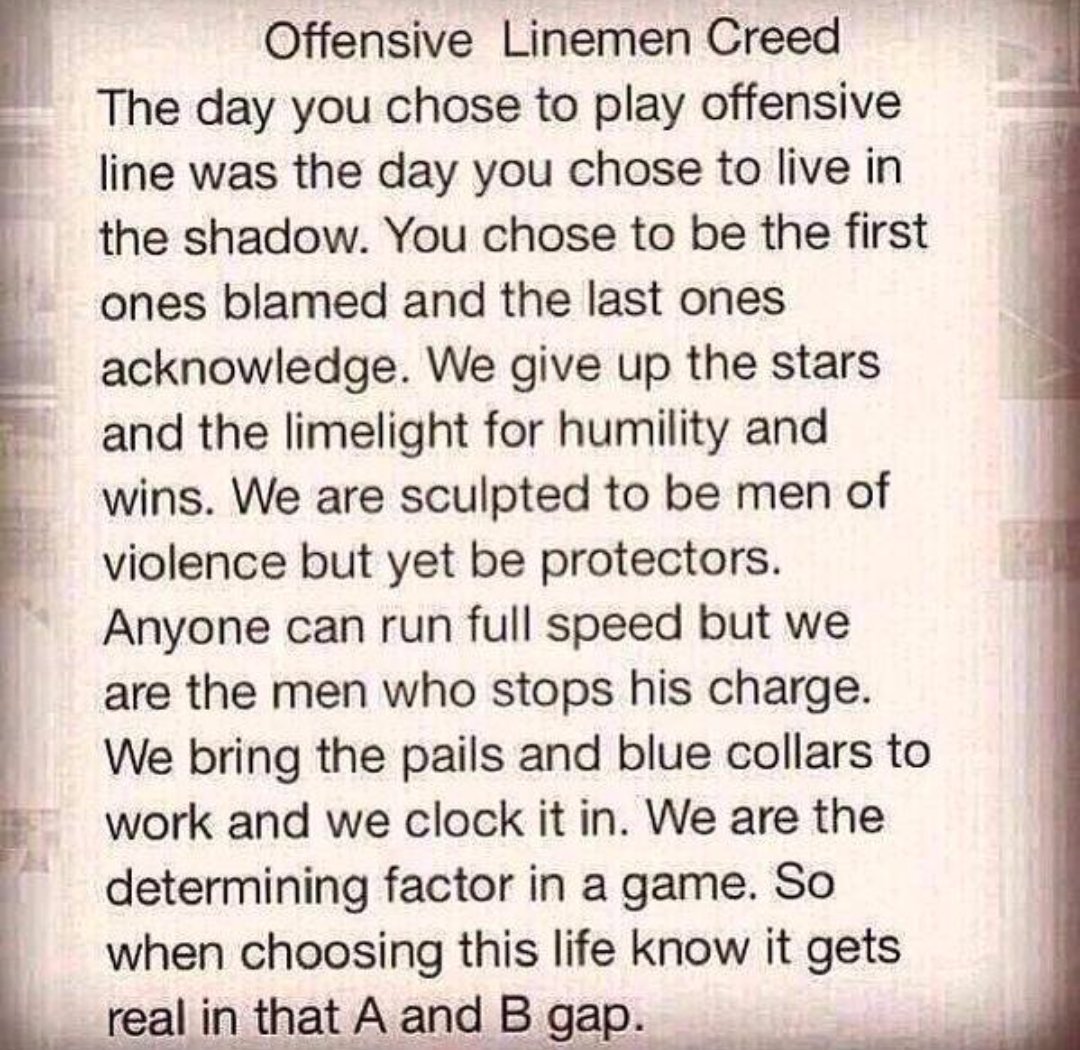 Offensive Linemen Creed
The day you chose to play offensive
line was the day you chose to live in
the shadow. You chose to be the first
ones blamed and the last ones
acknowledge. We give up the stars
and the limelight for humility and
wins. We are sculpted to be men of
violence but yet be protectors.
Anyone can run full speed but we
are the men who stops his charge.
We bring the pails and blue collars to
work and we clock it in. We are the
determining factor in a game. So
when choosing this life know it gets
real in that A and B gap.